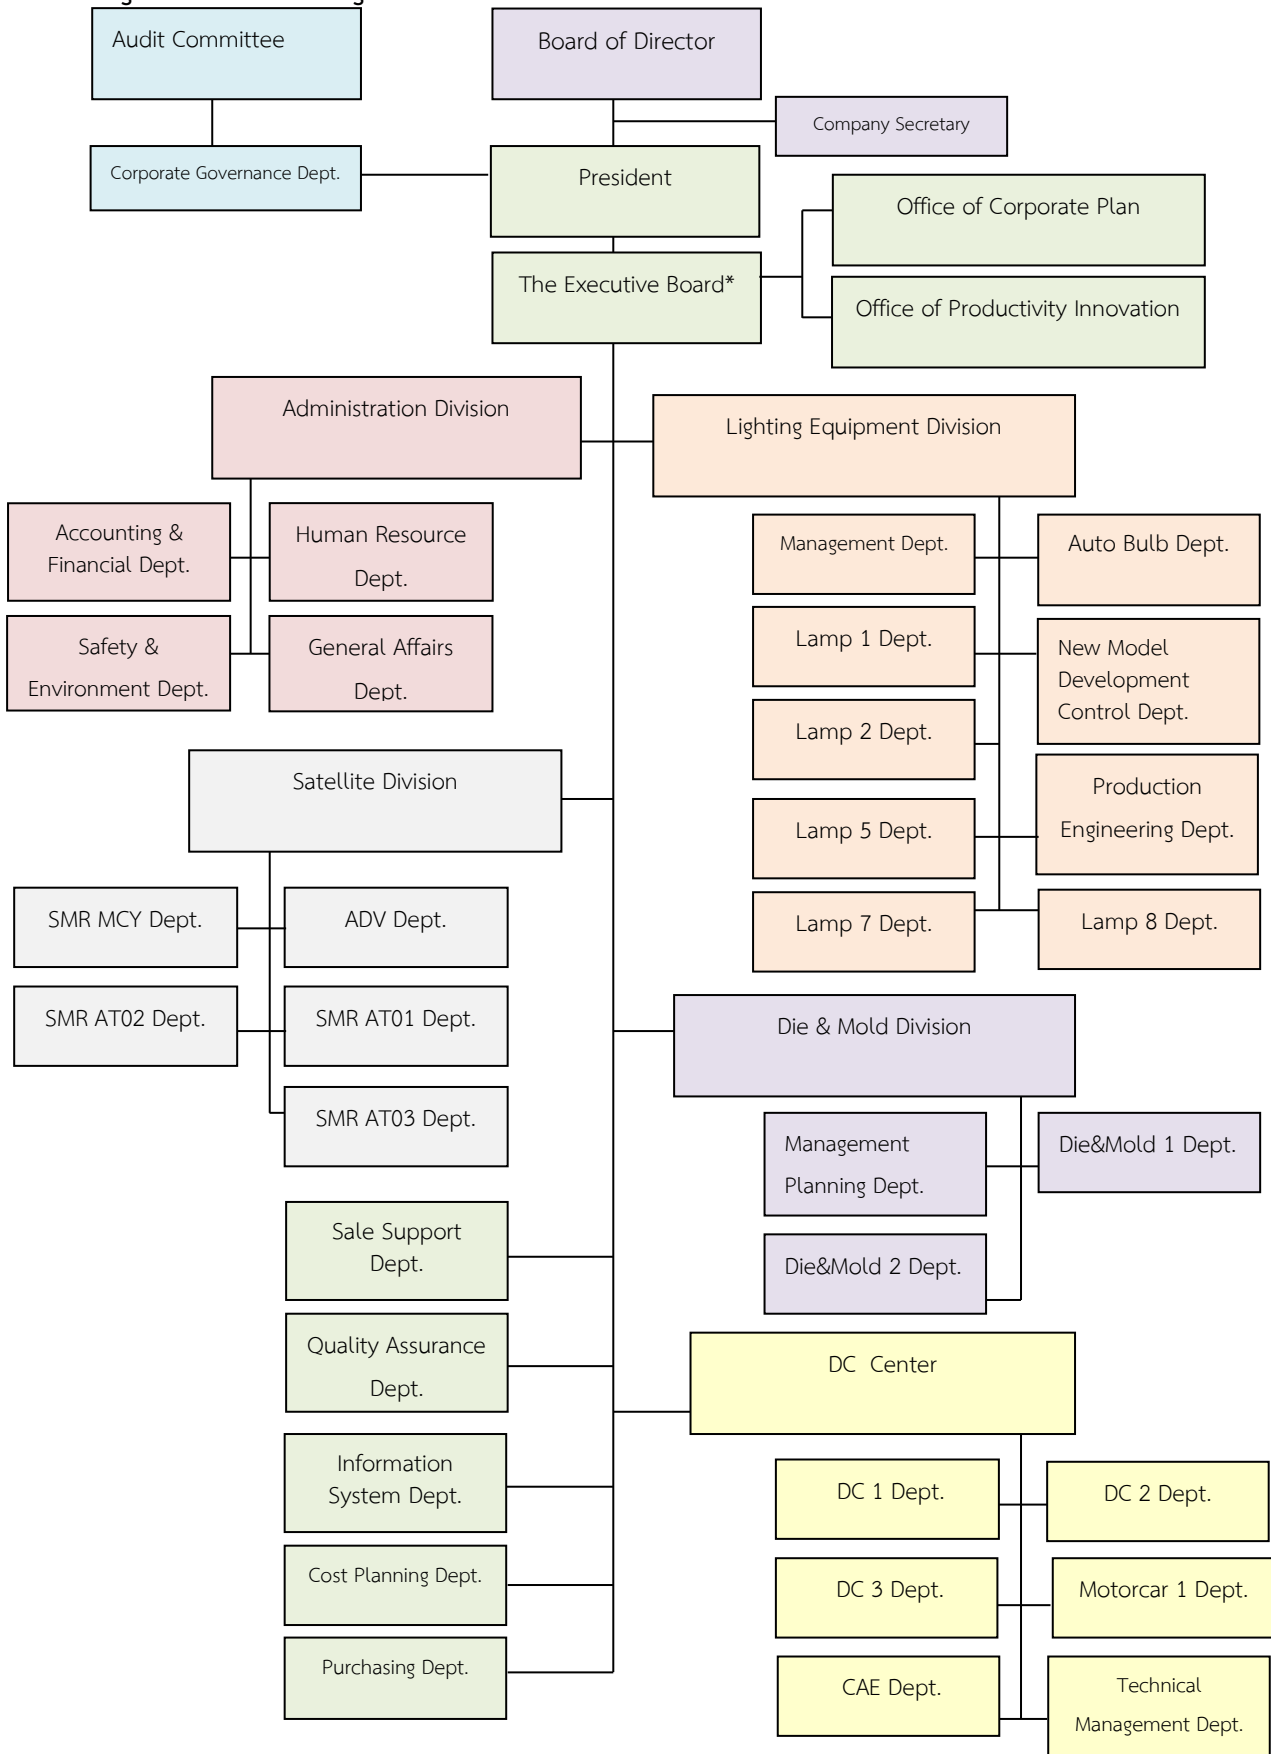 Audit Committee
Board of Director
Company Secretary
Corporate Governance Dept.
President
Office of Corporate Plan
The Executive Board*
Office of Productivity Innovation
Administration Division
Lighting Equipment Division
Accounting &
Financial Dept.
Human Resource
Dept.
Safety &
Environment Dept.
General Affairs
Dept.
Management Dept.
Auto Bulb Dept.
Lamp 1 Dept.
New Model
Development
Control Dept.
Lamp 2 Dept.
Production
Engineering Dept.
Lamp 5 Dept.
Lamp 7 Dept.
Lamp 8 Dept.
Satellite Division
SMR MCY Dept.
ADV Dept.
SMR AT02 Dept.
SMR AT01 Dept.
SMR AT03 Dept.
Die & Mold Division
Management
Planning Dept.
Die&Mold 1 Dept.
Die&Mold 2 Dept.
Sale Support
Dept.
Quality Assurance
Dept.
Information
System Dept.
Cost Planning Dept.
Purchasing Dept.
DC  Center
DC 1 Dept.
DC 2 Dept.
DC 3 Dept.
Motorcar 1 Dept.
CAE Dept.
Technical
Management Dept.